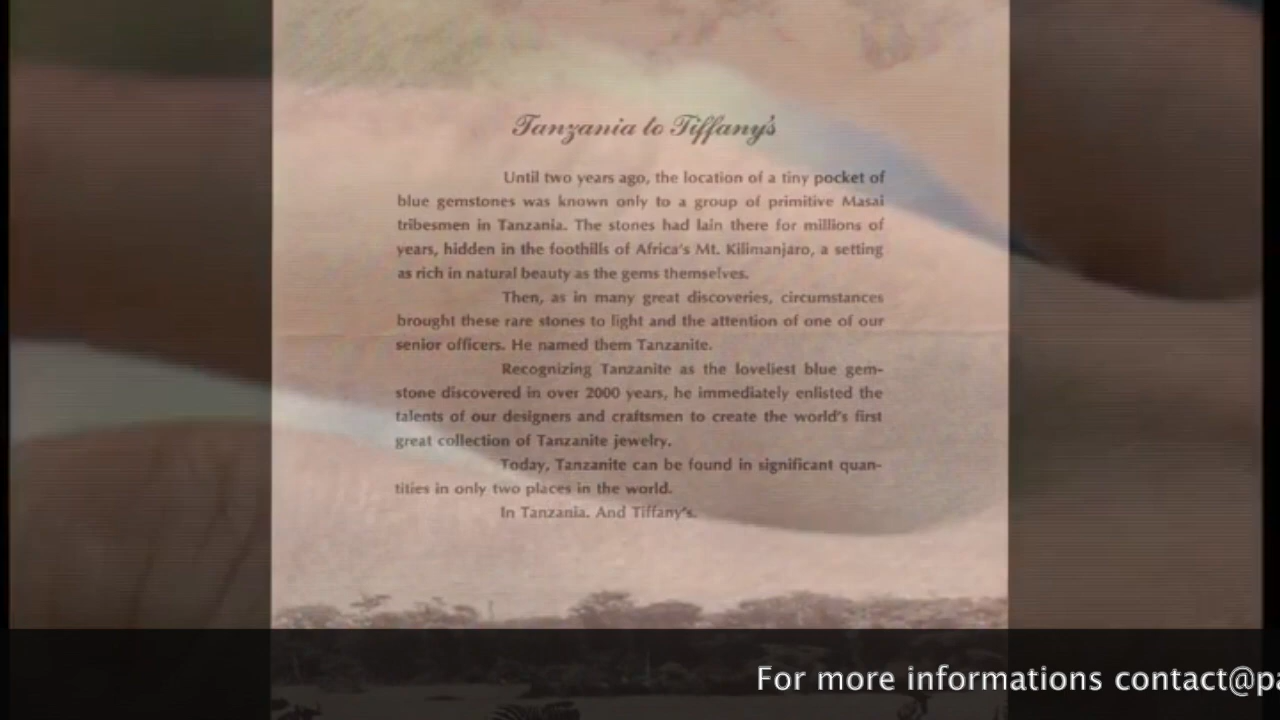 Tanzania to Tiffany's
Until two years ago, the location of a tiny pocket of
blue gemstones was known only to a group of primitive Masai
tribesmen in Tanzania. The stones had lain there for millions of
years, hidden in the foothills of Africa's Mt. Kilimanjaro, a setting
as rich in natural beauty as the gems themselves.
Then, as in many great discoveries, circumstances
brought these rare stones to light and the attention of one of our
senior officers. He named them Tanzanite.
Recognizing Tanzanite as the loveliest blue gem-
stone discovered in over 2000 years, he immediately enlisted the
talents of our designers and craftsmen to create the world's first
great collection of Tanzanite jewelry.
Today, Tanzanite can be found in significant quan-
tities in only two places in the world.
In Tanzania. And Tiffany's.
For more informations contact@pa